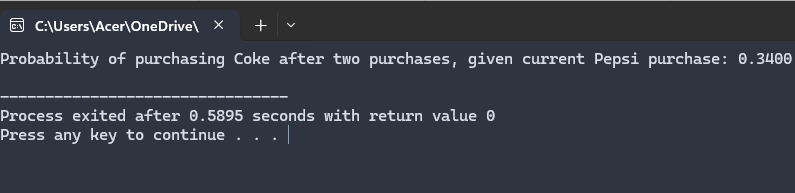 C:\Users\Acer\OneDrive\
Probability of purchasing Coke after two purchases, given current Pepsi purchase: 0.3400
--------------------------------
Process exited after 0.5895 seconds with return value 0
Press any key to continue . . .